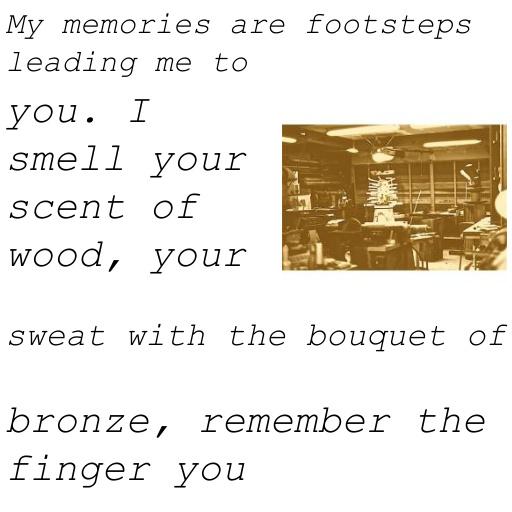 My memories are footsteps
leading me to
you. I
smell your
scent of
wood, your
sweat with the bouquet of
bronze, remember the
finger you